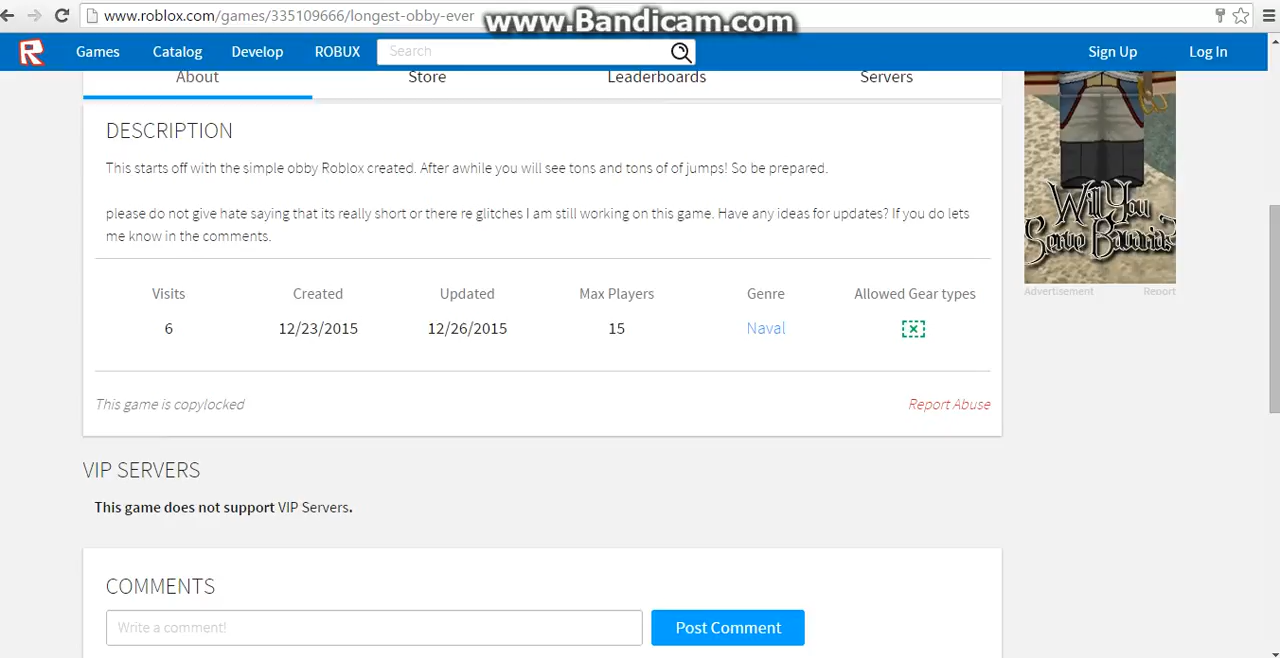 www.roblox.com/games/335109666/longest-obby-ever
www.Bandicam.com
R Games Catalog Develop ROBUX Search Sign Up Log In
About Store Leaderboards Servers
DESCRIPTION
This starts off with the simple obby Roblox created. After awhile you will see tons and tons of of jumps! So be prepared.
please do not give hate saying that its really short or there re glitches I am still working on this game. Have any ideas for updates? If you do lets
me know in the comments.
Will You
Serve Bavarius?
Advertisement Report
Visits Created Updated Max Players Genre Allowed Gear types
6 12/23/2015 12/26/2015 15 Naval
This game is copylocked Report Abuse
VIP SERVERS
This game does not support VIP Servers.
COMMENTS
Write a comment! Post Comment